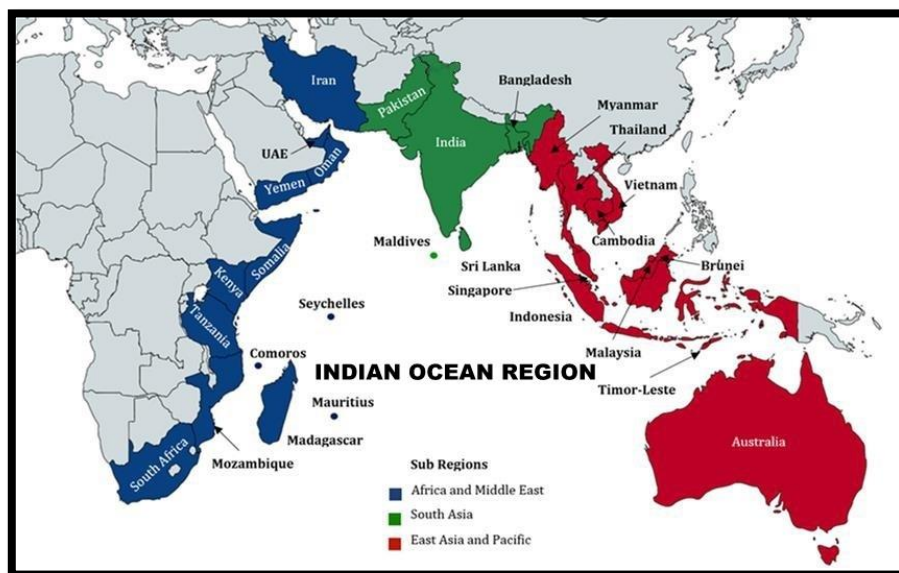 Iran
Pakistan
India
Bangladesh
Myanmar
Thailand
Vietnam
Cambodia
Brūnei
UAE
Oman
Yemen
Somalia
Kenya
Tanzania
Maldives
Sri Lanka
Singapore
Indonesia
Seychelles
Comoros
INDIAN OCEAN REGION
Malaysia
Timor-Leste
Mauritius
Madagascar
Mozambique
South Africa
Australia
Sub Regions
Africa and Middle East
South Asia
East Asia and Pacific